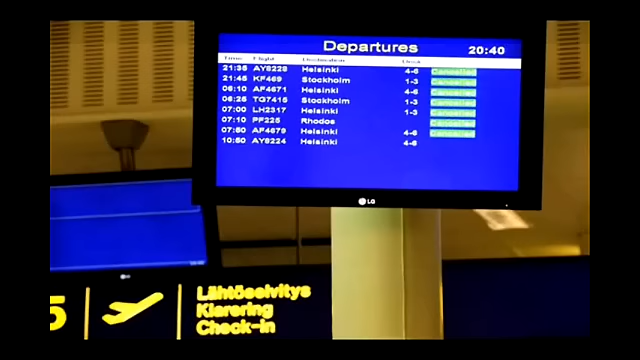 Departures 20:40
Time Flight Destination Desk
21:35 AY6229 Helsinki 4-6 Cancelled
21:45 KF469 Stockholm 1-3 Cancelled
06:10 AF4671 Helsinki 4-6 Cancelled
06:25 TG7415 Stockholm 1-3 Cancelled
07:00 LH2317 Helsinki 1-3 Cancelled
07:10 PF225 Rhodos Cancelled
07:50 AF4679 Helsinki 4-6 Cancelled
10:50 AY6224 Helsinki 4-6
LG
5
Lähtöselvitys
Klarering
Check-in